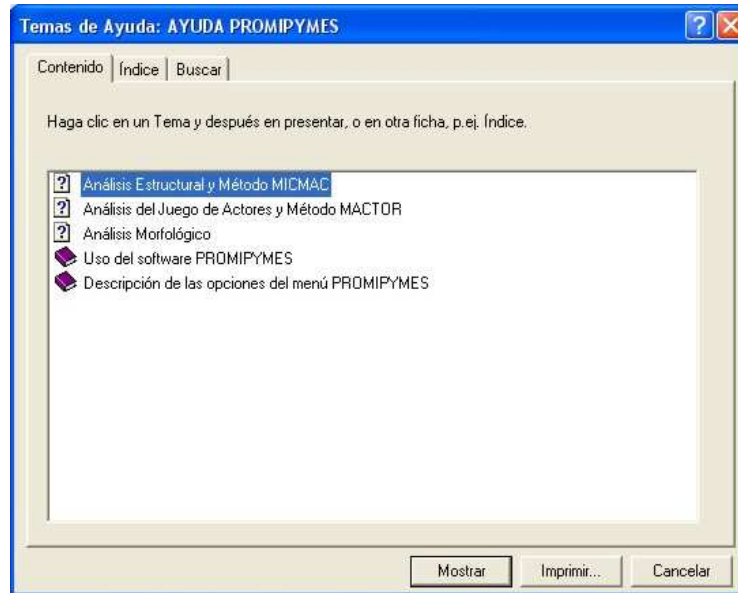 Temas de Ayuda: AYUDA PROMIPYMES
Contenido Índice Buscar
Haga clic en un Tema y después en presentar, o en otra ficha, p.ej. Índice.
Análisis Estructural y Método MICMAC
Análisis del Juego de Actores y Método MACTOR
Análisis Morfológico
Uso del software PROMIPYMES
Descripción de las opciones del menú PROMIPYMES
Mostrar Imprimir... Cancelar